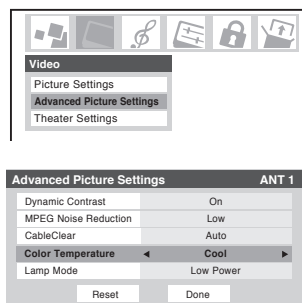 Video
Picture Settings
Advanced Picture Settings
Theater Settings
Advanced Picture Settings ANT 1
Dynamic Contrast On
MPEG Noise Reduction Low
CableClear Auto
Color Temperature ◀ Cool ▶
Lamp Mode Low Power
Reset Done